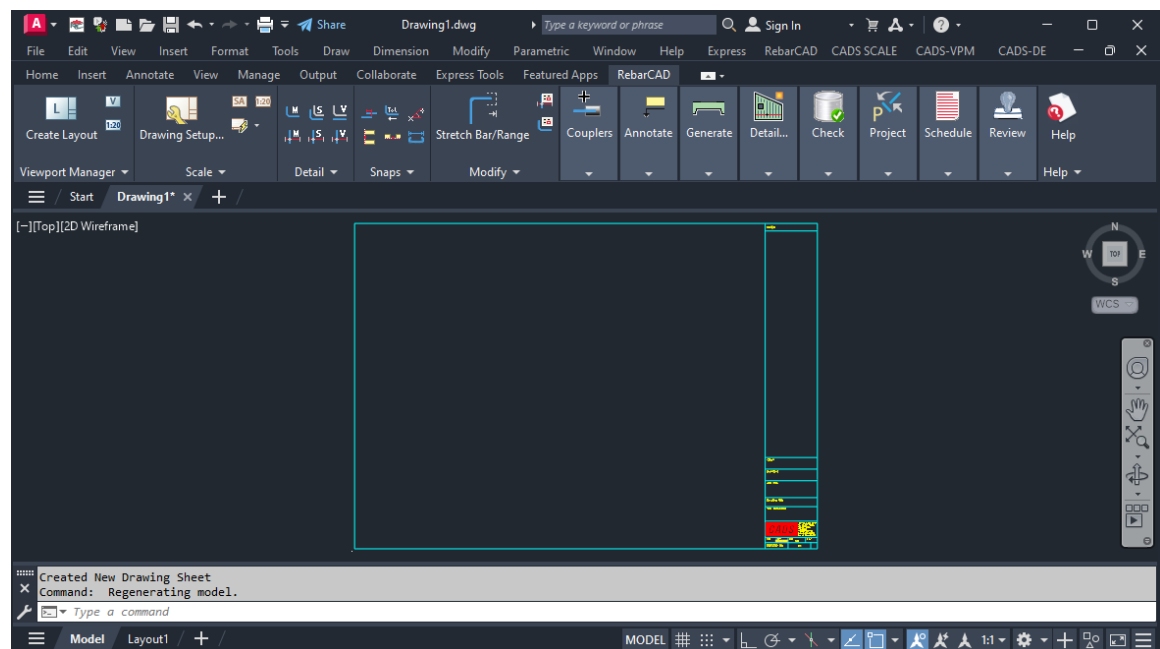 A Share Drawing1.dwg Type a keyword or phrase Sign In
File Edit View Insert Format Tools Draw Dimension Modify Parametric Window Help Express RebarCAD CADS SCALE CADS-VPM CADS-DE
Home Insert Annotate View Manage Output Collaborate Express Tools Featured Apps RebarCAD
L V SA 1:20
Create Layout 1:20 Drawing Setup... Stretch Bar/Range Couplers Annotate Generate Detail... Check Project Schedule Review Help
Viewport Manager Scale Detail Snaps Modify Help
Start Drawing1* × +
[−][Top][2D Wireframe]
N
W TOP E
S
WCS
CADS
Created New Drawing Sheet
Command: Regenerating model.
Type a command
Model Layout1 + MODEL 1:1